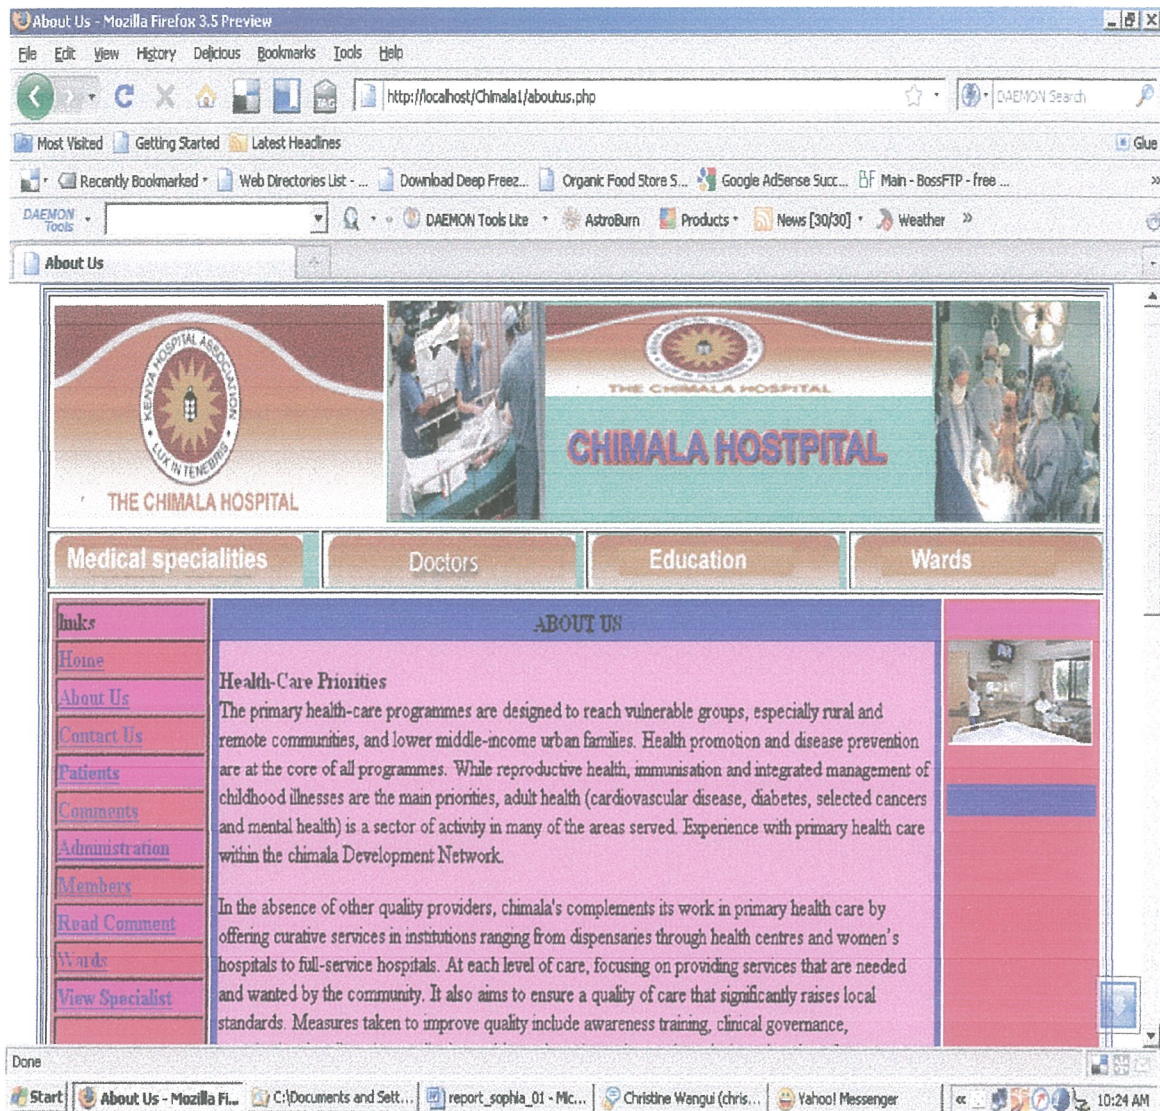 About Us - Mozilla Firefox 3.5 Preview
File Edit View History Delicious Bookmarks Tools Help
TAG http://localhost/Chimala1/aboutus.php DAEMON Search
Most Visited Getting Started Latest Headlines Glue
Recently Bookmarked Web Directories List - ... Download Deep Freez... Organic Food Store S... Google AdSense Succ... BF Main - BossFTP - free ... »
DAEMON Tools DAEMON Tools Lite AstroBurn Products News [30/30] Weather »
About Us
KENYA HOSPITAL ASSOCIATION
LUX IN TENEBRIS
THE CHIMALA HOSPITAL
THE CHIMALA HOSPITAL
CHIMALA HOSTPITAL
Medical specialities Doctors Education Wards
links
Home
About Us
Contact Us
Patients
Comments
Administration
Members
Read Comment
Wards
View Specialist
ABOUT US
Health-Care Priorities
The primary health-care programmes are designed to reach vulnerable groups, especially rural and
remote communities, and lower middle-income urban families. Health promotion and disease prevention
are at the core of all programmes. While reproductive health, immunisation and integrated management of
childhood illnesses are the main priorities, adult health (cardiovascular disease, diabetes, selected cancers
and mental health) is a sector of activity in many of the areas served. Experience with primary health care
within the chimala Development Network.
In the absence of other quality providers, chimala's complements its work in primary health care by
offering curative services in institutions ranging from dispensaries through health centres and women's
hospitals to full-service hospitals. At each level of care, focusing on providing services that are needed
and wanted by the community. It also aims to ensure a quality of care that significantly raises local
standards. Measures taken to improve quality include awareness training, clinical governance,
Done
Start About Us - Mozilla Fi... C:\Documents and Sett... report_sophia_01 - Mic... Christine Wangui (chris... Yahoo! Messenger « 10:24 AM